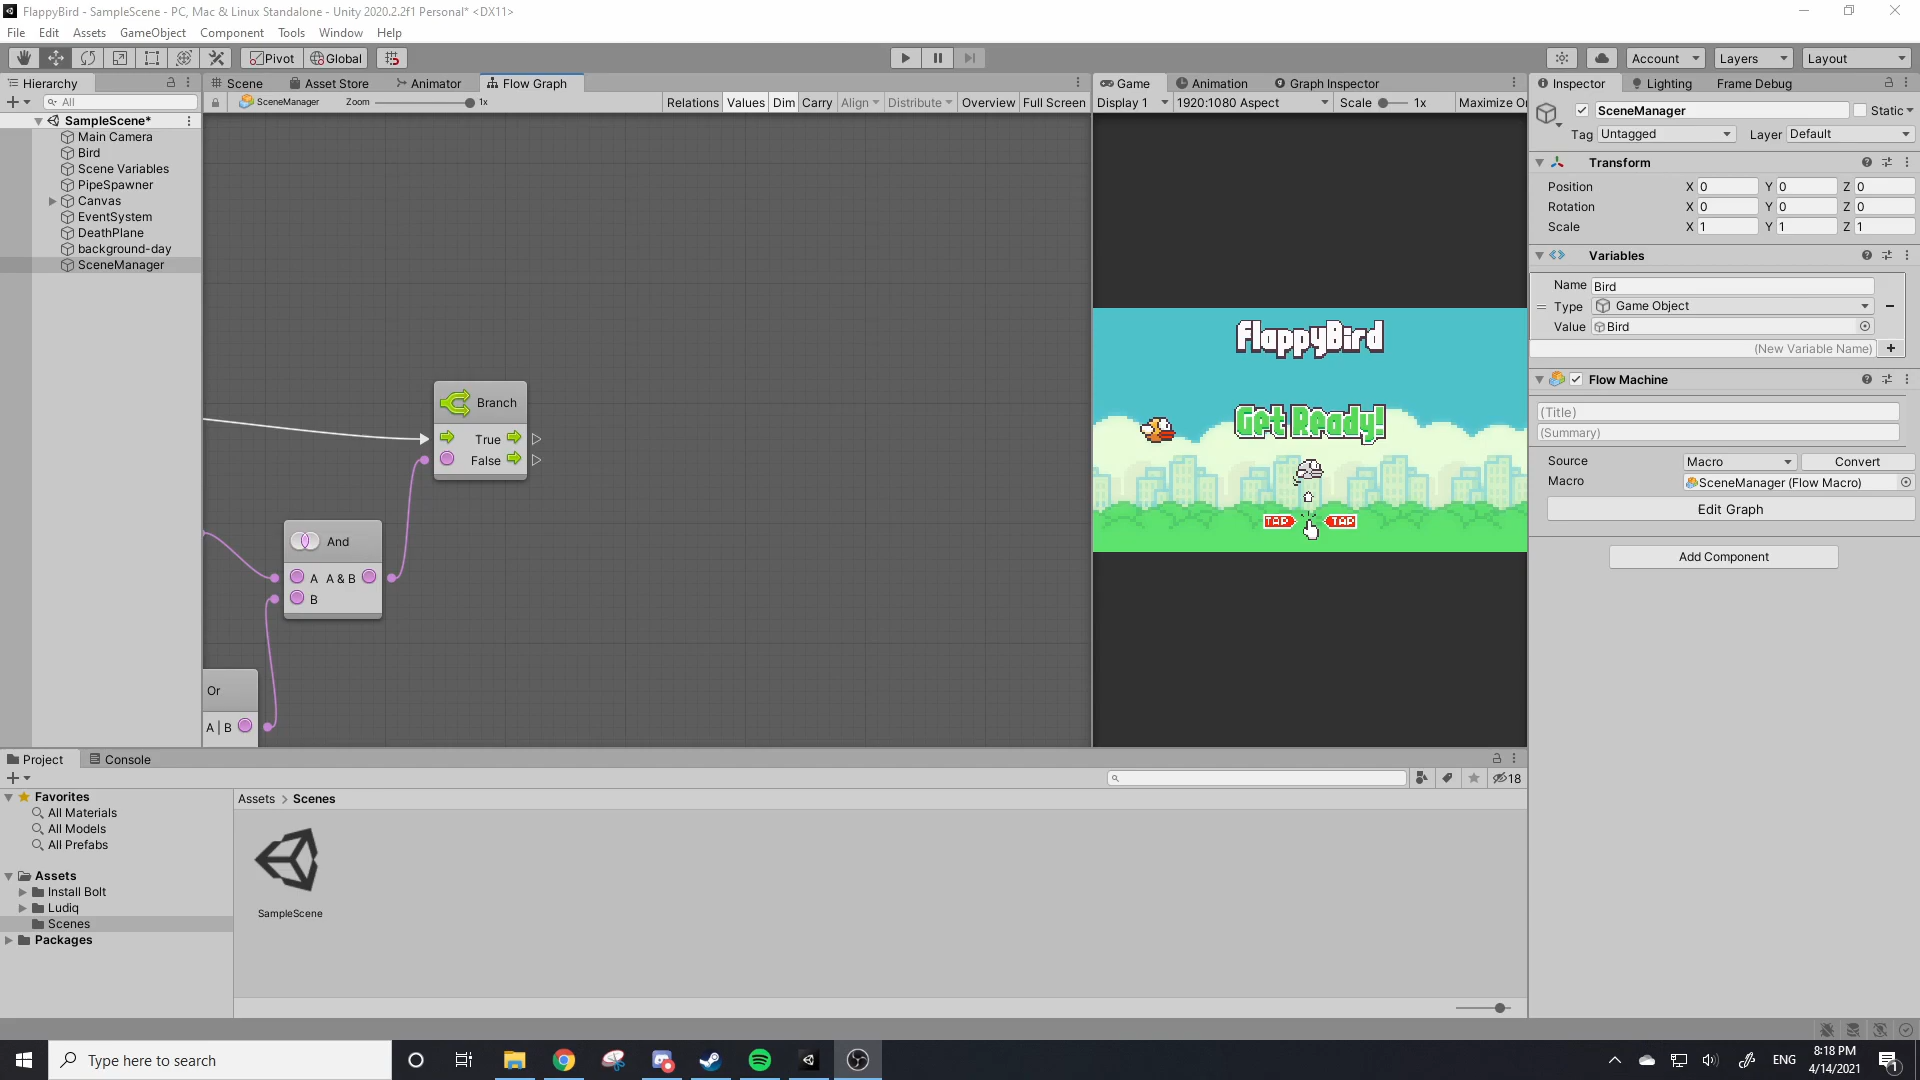 FlappyBird - SampleScene - PC, Mac & Linux Standalone - Unity 2020.2.2f1 Personal* <DX11>
File Edit Assets GameObject Component Tools Window Help
Pivot Global Account Layers Layout
Hierarchy Scene Asset Store Animator Flow Graph Game Animation Graph Inspector Inspector Lighting Frame Debug
All SceneManager Zoom 1x Relations Values Dim Carry Align Distribute Overview Full Screen Display 1 1920:1080 Aspect Scale 1x Maximize On
SampleScene*
Main Camera
Bird
Scene Variables
PipeSpawner
Canvas
EventSystem
DeathPlane
background-day
SceneManager
Branch
True
False
And
A A & B
B
Or
A | B
FlappyBird
Get Ready!
TAP TAP
SceneManager Static
Tag Untagged Layer Default
Transform
Position X 0 Y 0 Z 0
Rotation X 0 Y 0 Z 0
Scale X 1 Y 1 Z 1
Variables
Name Bird
Type Game Object
Value Bird
(New Variable Name)
Flow Machine
(Title)
(Summary)
Source Macro Convert
Macro SceneManager (Flow Macro)
Edit Graph
Add Component
Project Console
18
Favorites
All Materials
All Models
All Prefabs
Assets
Install Bolt
Ludiq
Scenes
Packages
Assets > Scenes
SampleScene
Type here to search
ENG
8:18 PM
4/14/2021
1